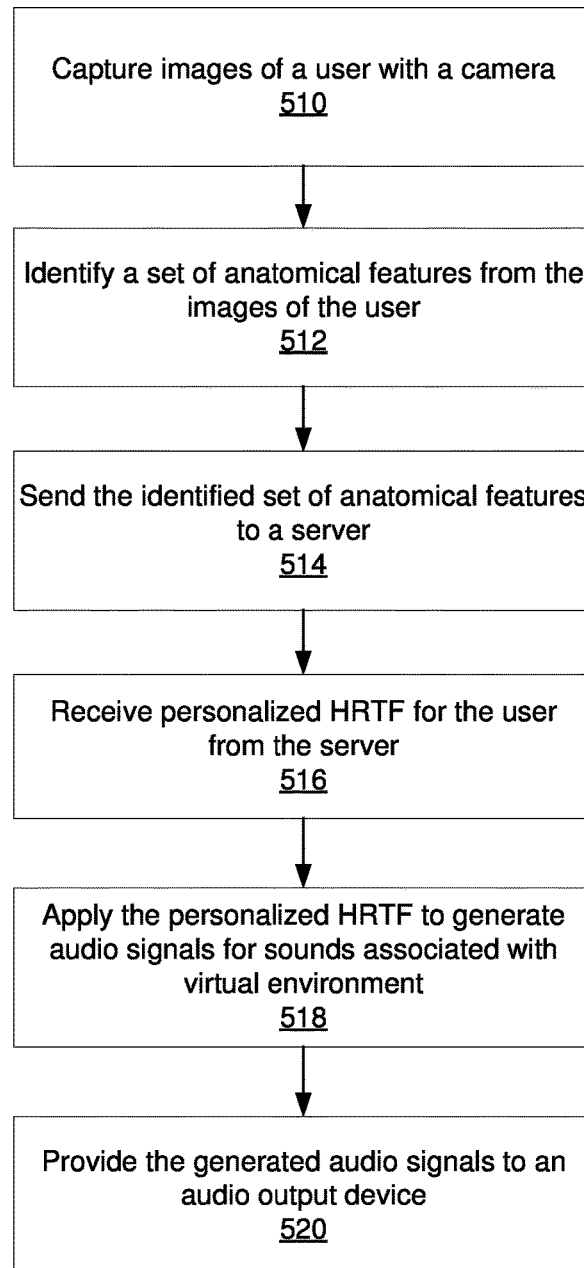 Capture images of a user with a camera
510
Identify a set of anatomical features from the
images of the user
512
Send the identified set of anatomical features
to a server
514
Receive personalized HRTF for the user
from the server
516
Apply the personalized HRTF to generate
audio signals for sounds associated with
virtual environment
518
Provide the generated audio signals to an
audio output device
520